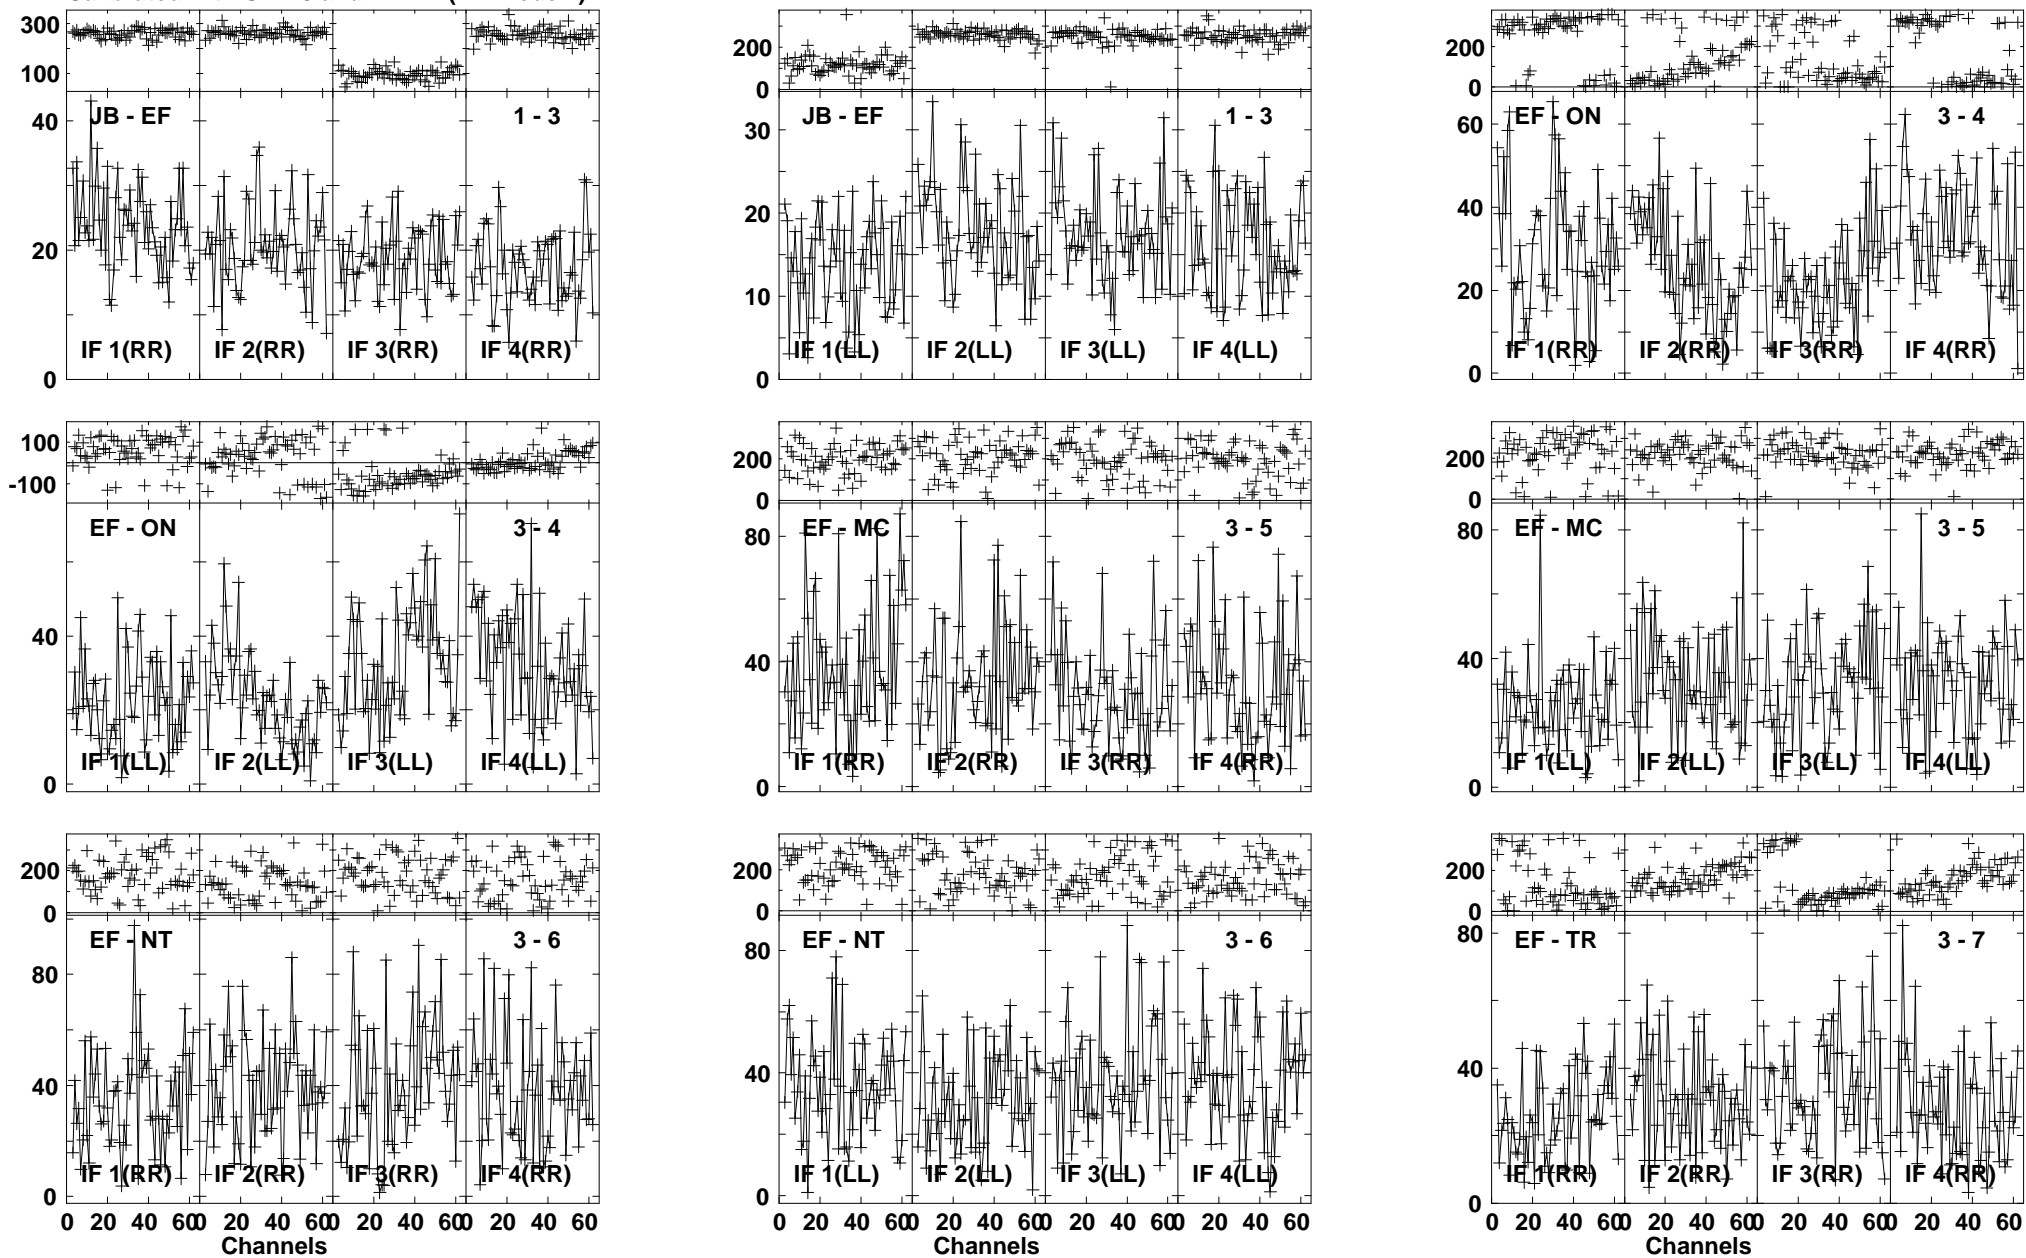 300
100
JB - EF
1 - 3
40
20
0
IF 1(RR)
IF 2(RR)
IF 3(RR)
IF 4(RR)
200
0
JB - EF
1 - 3
30
20
10
0
IF 1(LL)
IF 2(LL)
IF 3(LL)
IF 4(LL)
200
0
EF - ON
3 - 4
60
40
20
0
IF 1(RR)
IF 2(RR)
IF 3(RR)
IF 4(RR)
100
-100
EF - ON
3 - 4
40
0
IF 1(LL)
IF 2(LL)
IF 3(LL)
IF 4(LL)
200
0
EF - MC
3 - 5
80
40
0
IF 1(RR)
IF 2(RR)
IF 3(RR)
IF 4(RR)
200
0
EF - MC
3 - 5
80
40
0
IF 1(LL)
IF 2(LL)
IF 3(LL)
IF 4(LL)
200
0
EF - NT
3 - 6
80
40
0
IF 1(RR)
IF 2(RR)
IF 3(RR)
IF 4(RR)
0 20 40 60 0 20 40 60 0 20 40 60 0 20 40 60
Channels
200
0
EF - NT
3 - 6
80
40
0
IF 1(LL)
IF 2(LL)
IF 3(LL)
IF 4(LL)
0 20 40 60 0 20 40 60 0 20 40 60 0 20 40 60
Channels
200
0
EF - TR
3 - 7
80
40
0
IF 1(RR)
IF 2(RR)
IF 3(RR)
IF 4(RR)
0 20 40 60 0 20 40 60 0 20 40 60 0 20 40 60
Channels